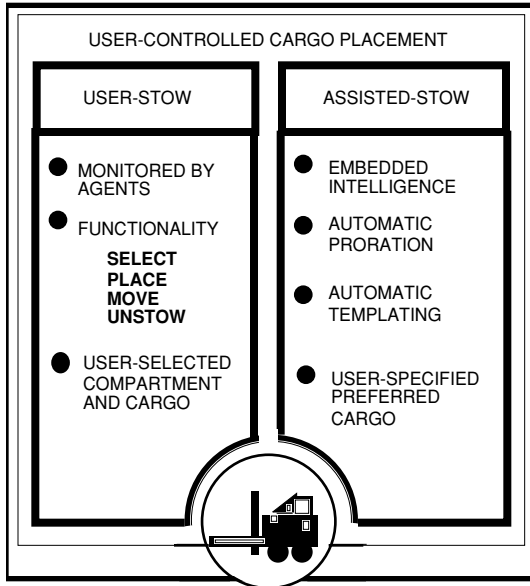 USER-CONTROLLED CARGO PLACEMENT
USER-STOW
MONITORED BY
AGENTS
FUNCTIONALITY
SELECT
PLACE
MOVE
UNSTOW
USER-SELECTED
COMPARTMENT
AND CARGO
ASSISTED-STOW
EMBEDDED
INTELLIGENCE
AUTOMATIC
PRORATION
AUTOMATIC
TEMPLATING
USER-SPECIFIED
PREFERRED
CARGO